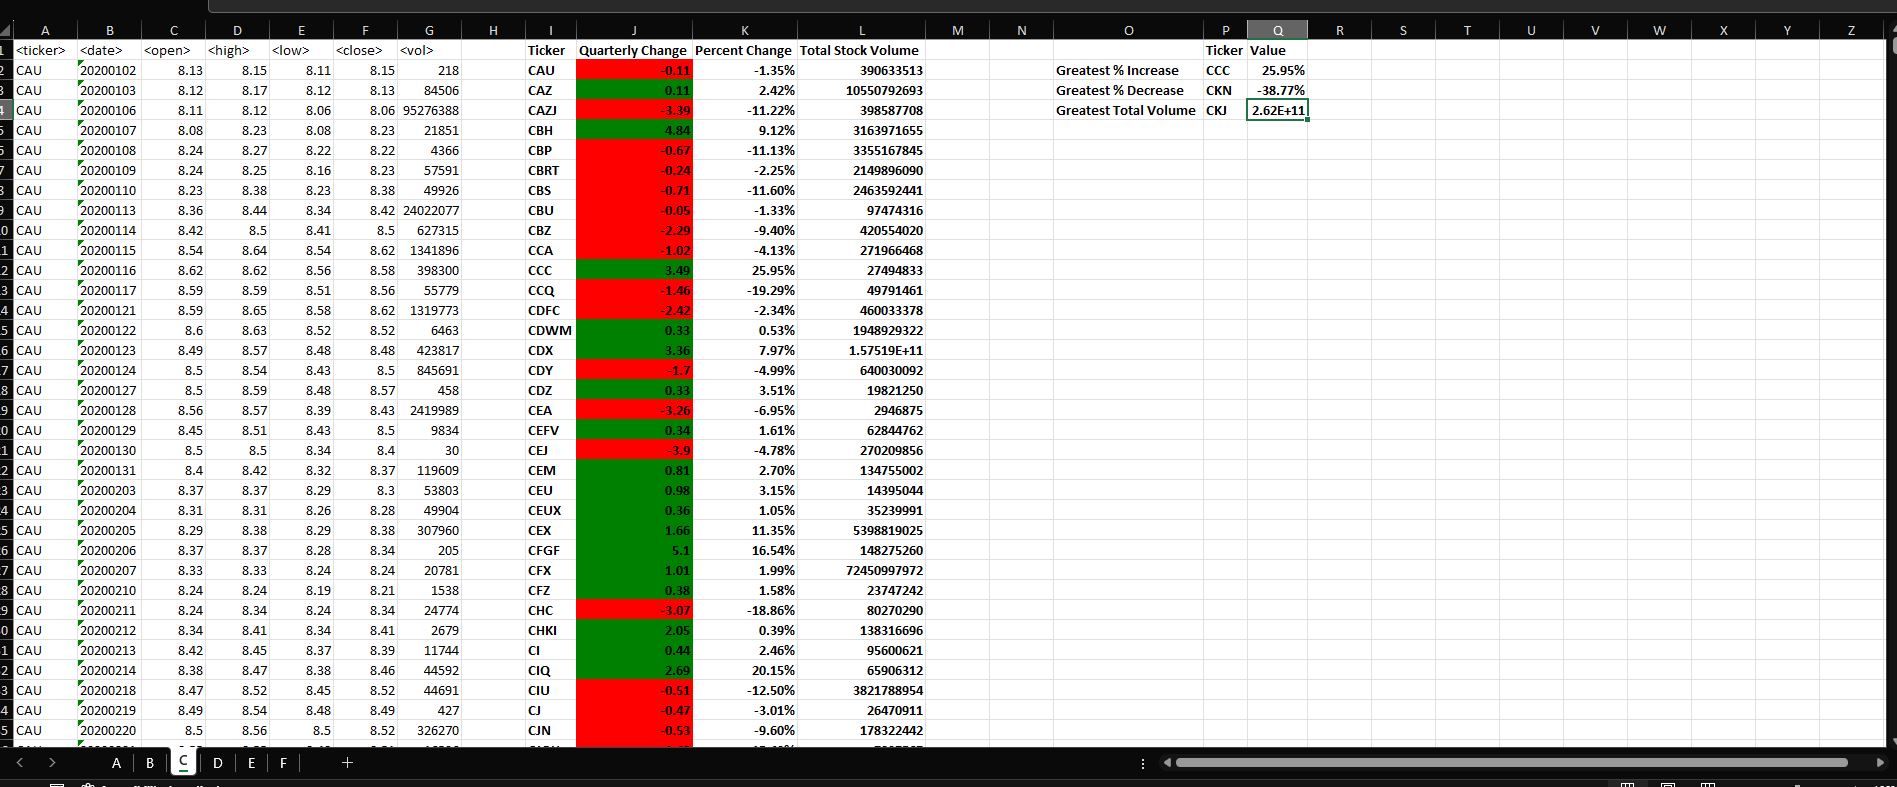 A B C D E F G H I J K L M N O P Q R S T U V W X Y Z
1 <ticker> <date> <open> <high> <low> <close> <vol> Ticker Quarterly Change Percent Change Total Stock Volume Ticker Value
2 CAU 20200102 8.13 8.15 8.11 8.15 218 CAU -0.11 -1.35% 390633513 Greatest % Increase CCC 25.95%
3 CAU 20200103 8.12 8.17 8.12 8.13 84506 CAZ 0.11 2.42% 10550792693 Greatest % Decrease CKN -38.77%
4 CAU 20200106 8.11 8.12 8.06 8.06 95276388 CAZJ -3.39 -11.22% 398587708 Greatest Total Volume CKJ 2.62E+11
5 CAU 20200107 8.08 8.23 8.08 8.23 21851 CBH 4.84 9.12% 3163971655
6 CAU 20200108 8.24 8.27 8.22 8.22 4366 CBP -0.67 -11.13% 3355167845
7 CAU 20200109 8.24 8.25 8.16 8.23 57591 CBRT -0.24 -2.25% 2149896090
8 CAU 20200110 8.23 8.38 8.23 8.38 49926 CBS -0.71 -11.60% 2463592441
9 CAU 20200113 8.36 8.44 8.34 8.42 24022077 CBU -0.05 -1.33% 97474316
0 CAU 20200114 8.42 8.5 8.41 8.5 627315 CBZ -2.29 -9.40% 420554020
1 CAU 20200115 8.54 8.64 8.54 8.62 1341896 CCA -1.02 -4.13% 271966468
2 CAU 20200116 8.62 8.62 8.56 8.58 398300 CCC 3.49 25.95% 27494833
3 CAU 20200117 8.59 8.59 8.51 8.56 55779 CCQ -1.46 -19.29% 49791461
4 CAU 20200121 8.59 8.65 8.58 8.62 1319773 CDFC -2.42 -2.34% 460033378
5 CAU 20200122 8.6 8.63 8.52 8.52 6463 CDWM 0.33 0.53% 1948929322
6 CAU 20200123 8.49 8.57 8.48 8.48 423817 CDX 3.36 7.97% 1.57519E+11
7 CAU 20200124 8.5 8.54 8.43 8.5 845691 CDY -1.7 -4.99% 640030092
8 CAU 20200127 8.5 8.59 8.48 8.57 458 CDZ 0.33 3.51% 19821250
9 CAU 20200128 8.56 8.57 8.39 8.43 2419989 CEA -3.26 -6.95% 2946875
0 CAU 20200129 8.45 8.51 8.43 8.5 9834 CEFV 0.34 1.61% 62844762
1 CAU 20200130 8.5 8.5 8.34 8.4 30 CEJ -3.9 -4.78% 270209856
2 CAU 20200131 8.4 8.42 8.32 8.37 119609 CEM 0.81 2.70% 134755002
3 CAU 20200203 8.37 8.37 8.29 8.3 53803 CEU 0.98 3.15% 14395044
4 CAU 20200204 8.31 8.31 8.26 8.28 49904 CEUX 0.36 1.05% 35239991
5 CAU 20200205 8.29 8.38 8.29 8.38 307960 CEX 1.66 11.35% 5398819025
6 CAU 20200206 8.37 8.37 8.28 8.34 205 CFGF 5.1 16.54% 148275260
7 CAU 20200207 8.33 8.33 8.24 8.24 20781 CFX 1.01 1.99% 72450997972
8 CAU 20200210 8.24 8.24 8.19 8.21 1538 CFZ 0.38 1.58% 23747242
9 CAU 20200211 8.24 8.34 8.24 8.34 24774 CHC -3.07 -18.86% 80270290
0 CAU 20200212 8.34 8.41 8.34 8.41 2679 CHKI 2.05 0.39% 138316696
1 CAU 20200213 8.42 8.45 8.37 8.39 11744 CI 0.44 2.46% 95600621
2 CAU 20200214 8.38 8.47 8.38 8.46 44592 CIQ 2.69 20.15% 65906312
3 CAU 20200218 8.47 8.52 8.45 8.52 44691 CIU -0.51 -12.50% 3821788954
4 CAU 20200219 8.49 8.54 8.48 8.49 427 CJ -0.47 -3.01% 26470911
5 CAU 20200220 8.5 8.56 8.5 8.52 326270 CJN -0.53 -9.60% 178322442
A B C D E F +